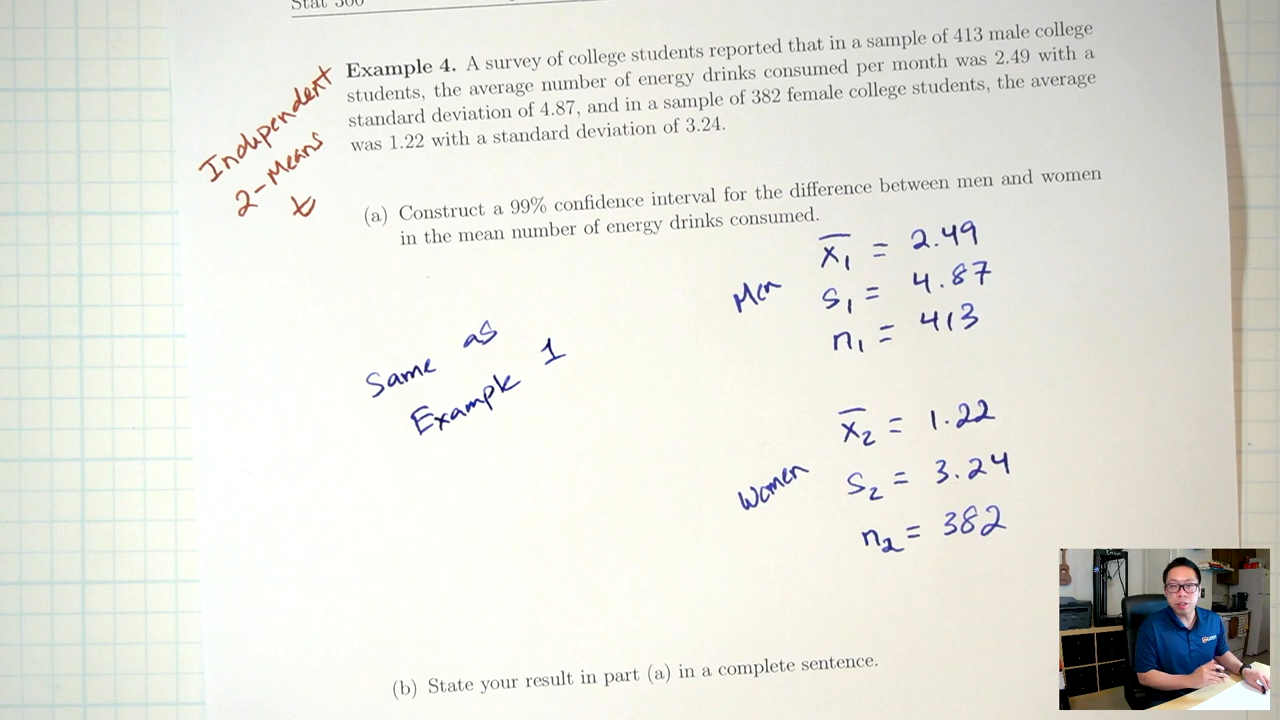 Stat 300
Example 4. A survey of college students reported that in a sample of 413 male college
students, the average number of energy drinks consumed per month was 2.49 with a
standard deviation of 4.87, and in a sample of 382 female college students, the average
was 1.22 with a standard deviation of 3.24.
Independent
2-Means
t
(a) Construct a 99% confidence interval for the difference between men and women
in the mean number of energy drinks consumed.
Same as
Example 1
Men
x̄₁ = 2.49
s₁ = 4.87
n₁ = 413
Women
x̄₂ = 1.22
s₂ = 3.24
n₂ = 382
(b) State your result in part (a) in a complete sentence.